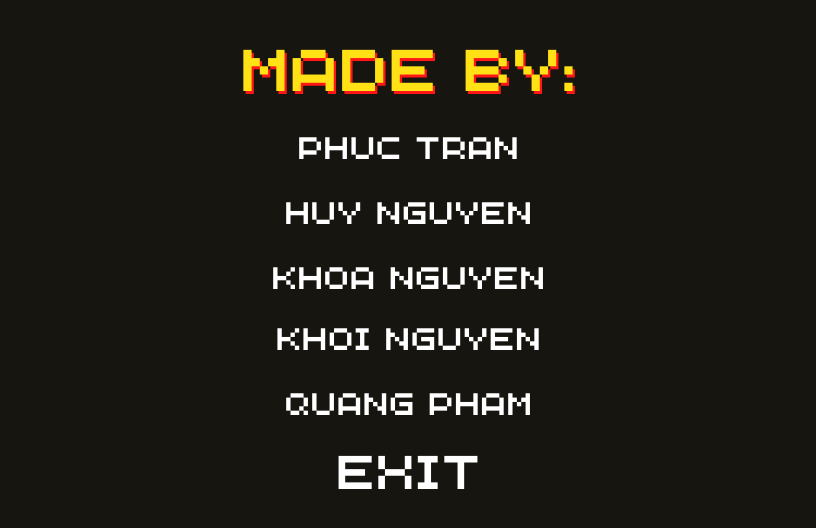 MADE BY:
PHUC TRAN
HUY NGUYEN
KHOA NGUYEN
KHOI NGUYEN
QUANG PHAM
EXIT